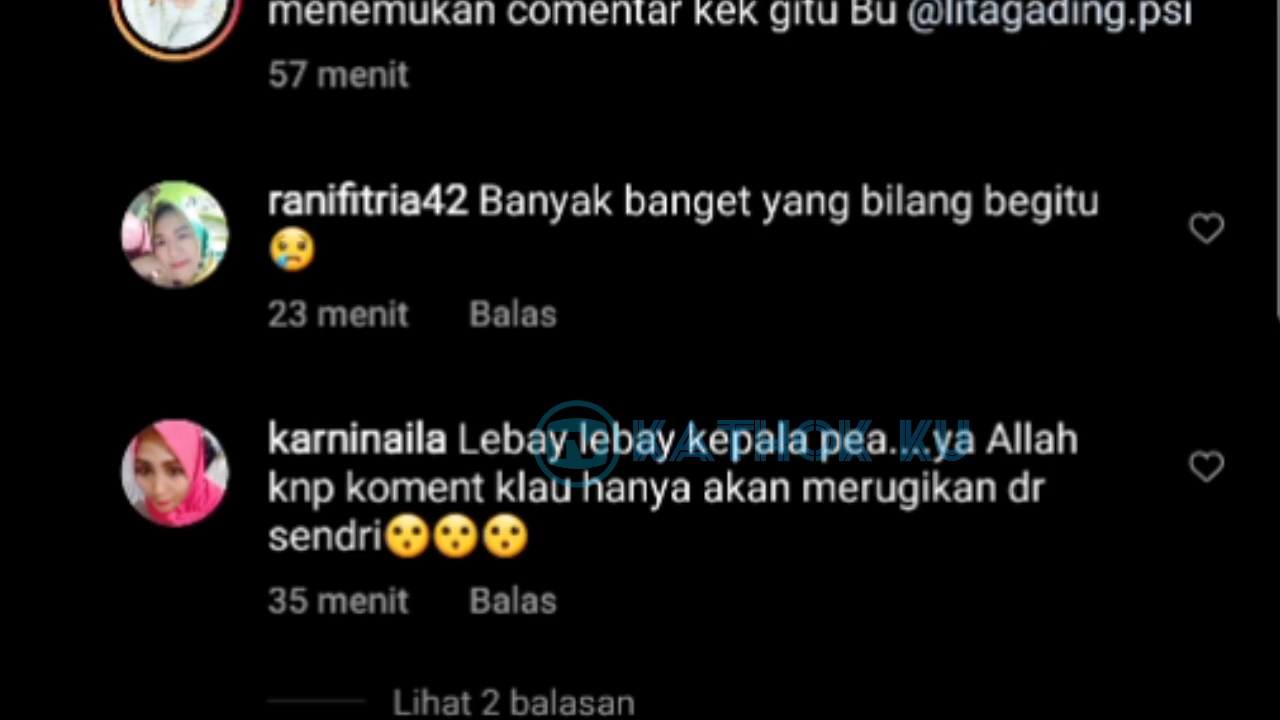 menemukan comentar kek gitu Bu @litagading.psi
57 menit
ranifitria42 Banyak banget yang bilang begitu
😢
23 menit Balas
karninaila Lebay lebay kepala pea....ya Allah
knp koment klau hanya akan merugikan dr
sendri😯😯😯
KATHOK KU
35 menit Balas
Lihat 2 balasan